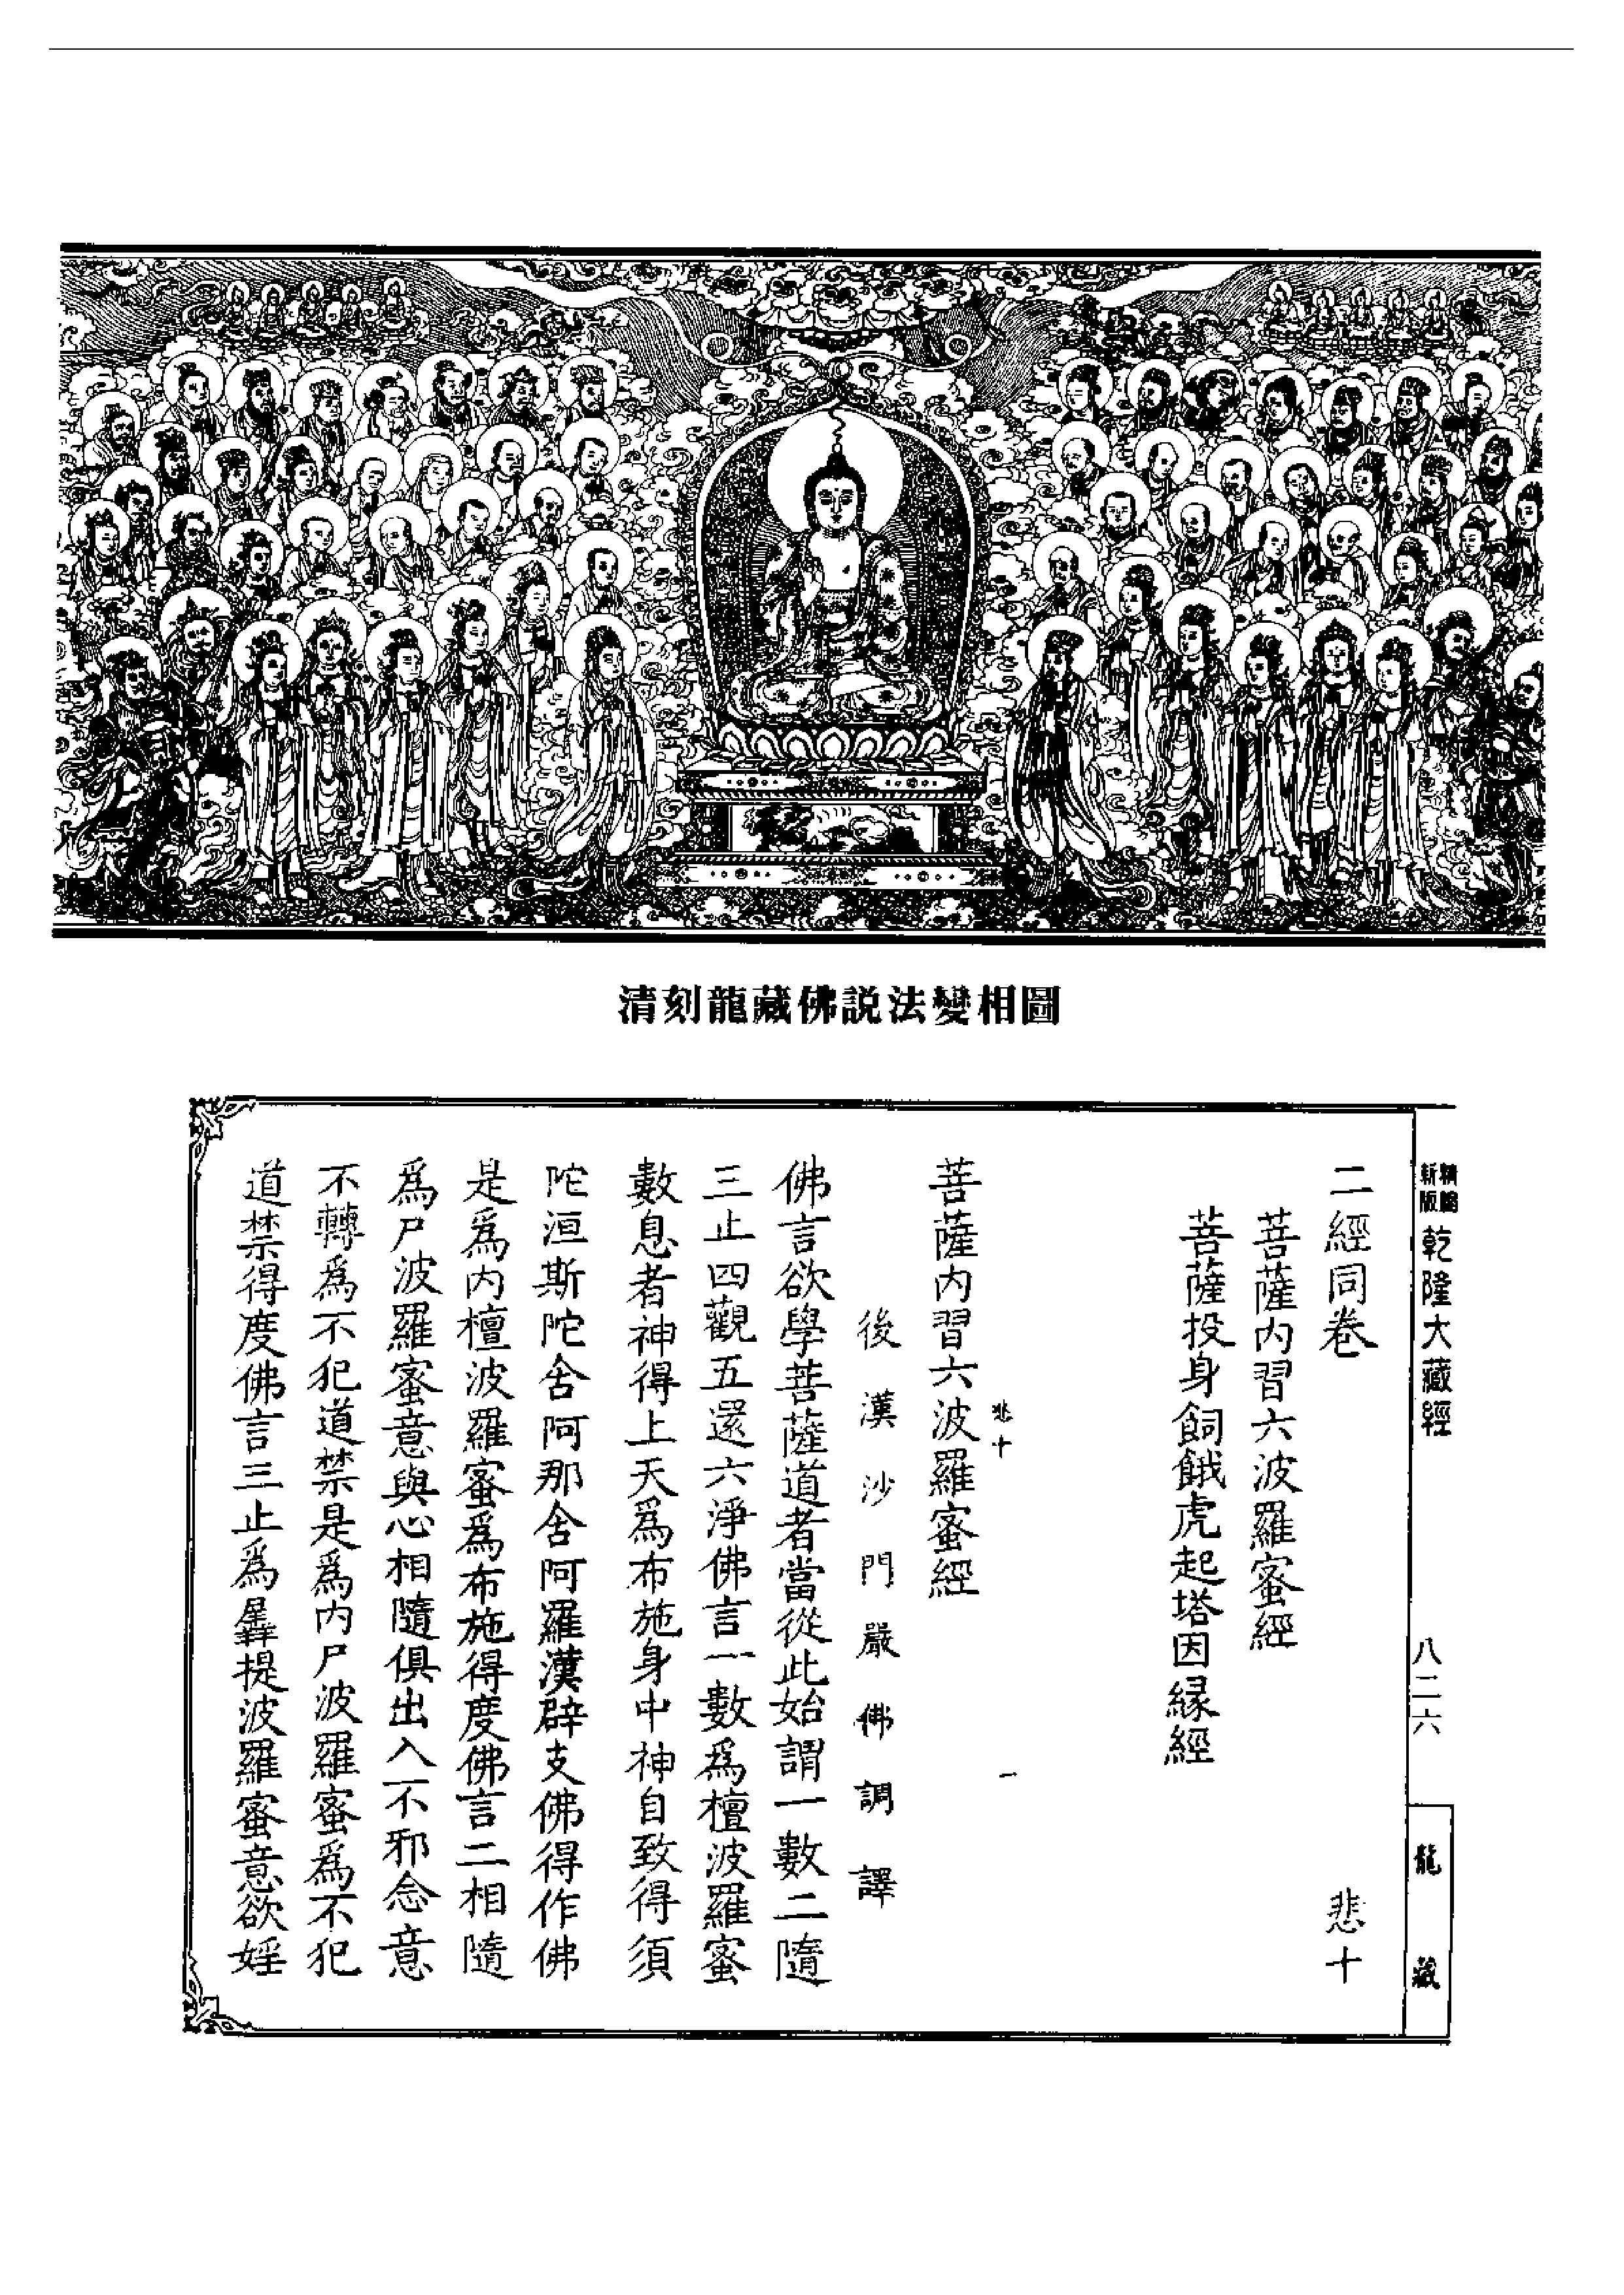 清刻龍藏佛説法變相圖
新版
精縮
乾隆大藏經
八二六
龍藏
二經同卷 悲十
菩薩内習六波羅蜜經
菩薩投身飼餓虎起塔因緣經
悲十 一
菩薩内習六波羅蜜經
後漢沙門嚴佛調譯
佛言欲學菩薩道者當從此始謂一數二隨
三止四觀五還六淨佛言一數爲檀波羅蜜
數息者神得上天爲布施身中神自致得須
陀洹斯陀含阿那含阿羅漢辟支佛得作佛
是爲内檀波羅蜜爲布施得度佛言二相隨
爲尸波羅蜜意與心相隨俱出入不邪念意
不轉爲不犯道禁是爲内尸波羅蜜爲不犯
道禁得度佛言三止爲羼提波羅蜜意欲婬